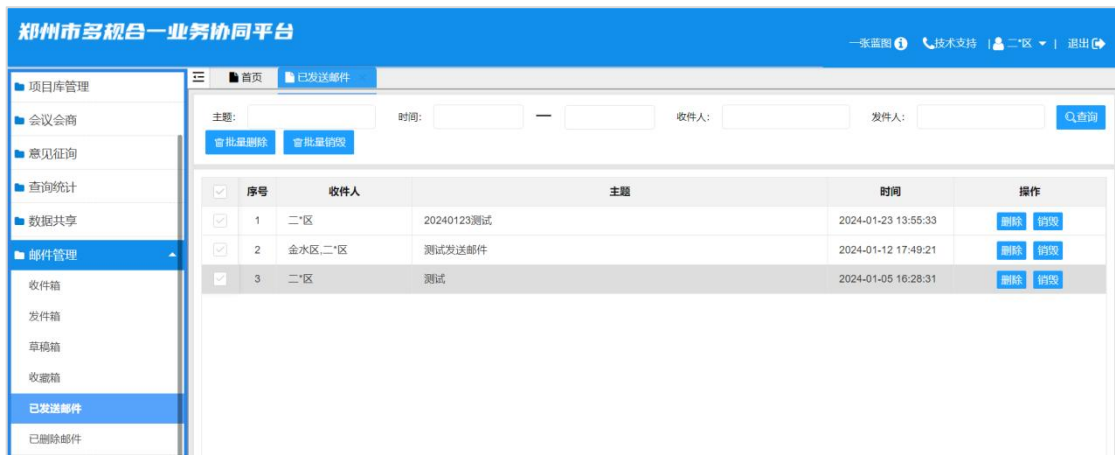 郑州市多规合一业务协同平台
一张蓝图 技术支持 | 二*区 | 退出
项目库管理
会议会商
意见征询
查询统计
数据共享
邮件管理
收件箱
发件箱
草稿箱
收藏箱
已发送邮件
已删除邮件
首页 已发送邮件
主题: 时间: — 收件人: 发件人: 查询
批量删除 批量销毁
序号 收件人 主题 时间 操作
1 二*区 20240123测试 2024-01-23 13:55:33 删除 销毁
2 金水区,二*区 测试发送邮件 2024-01-12 17:49:21 删除 销毁
3 二*区 测试 2024-01-05 16:28:31 删除 销毁